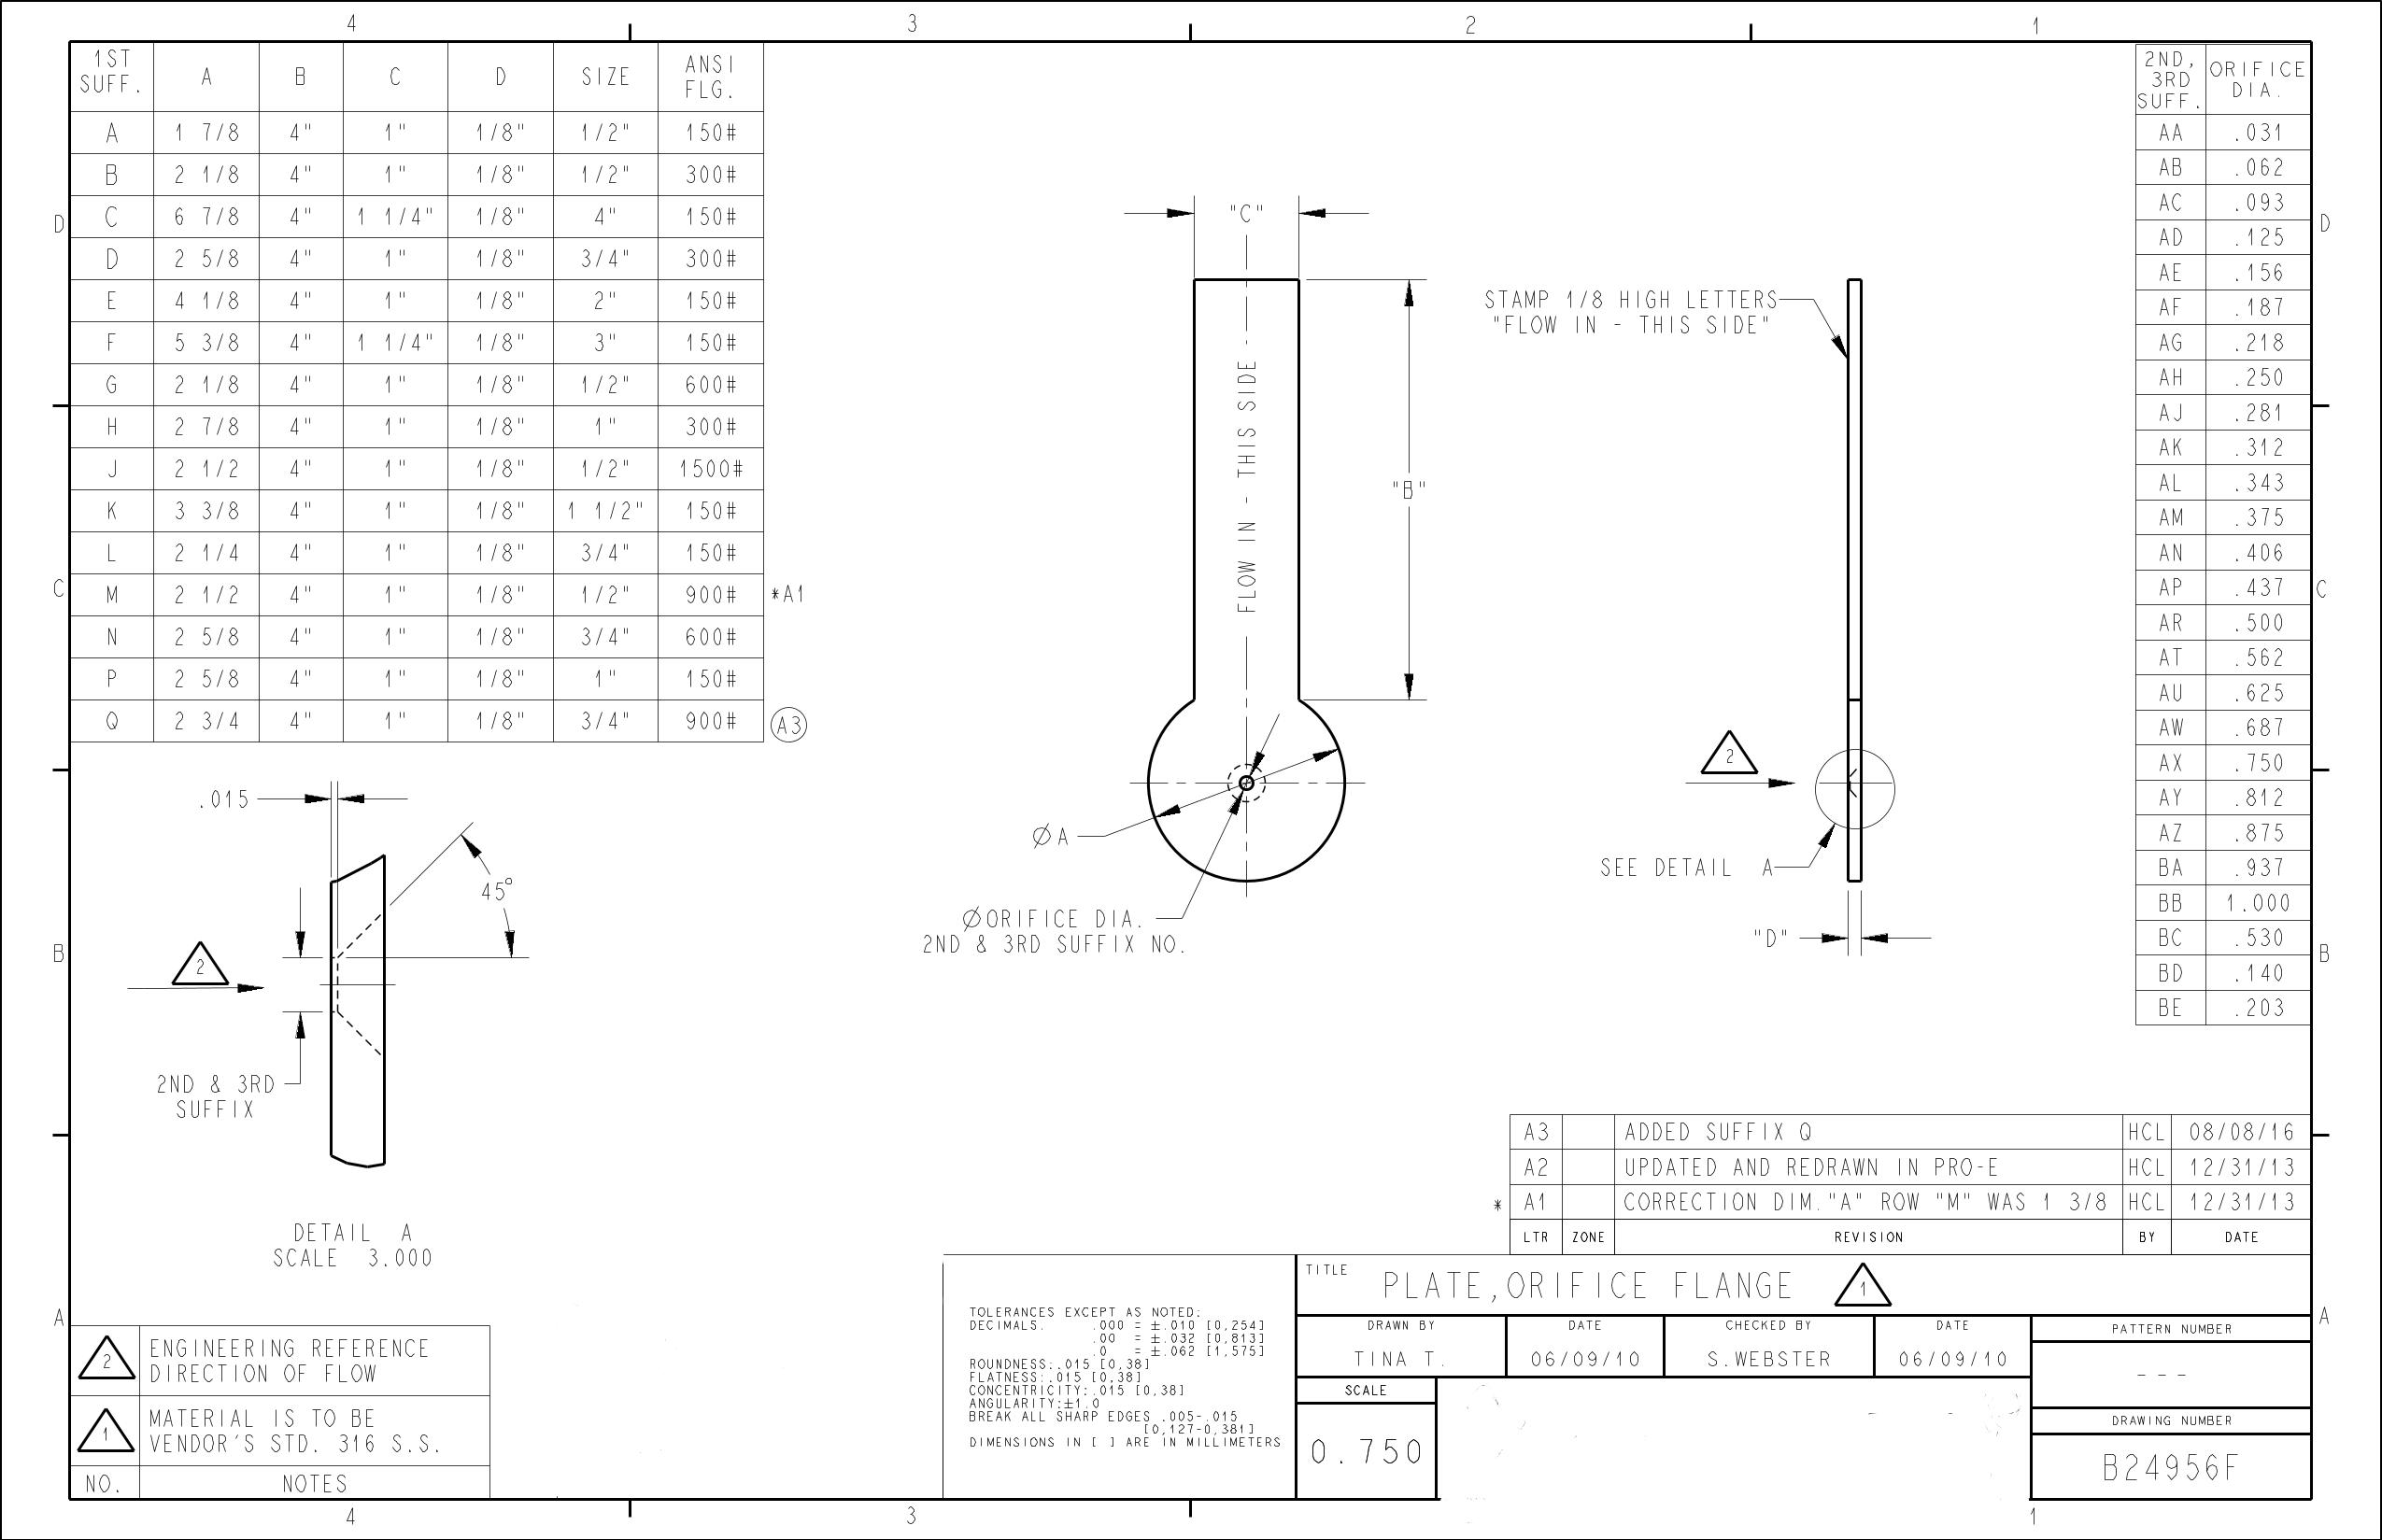 4 3 2 1
1ST SUFF. A B C D SIZE ANSI FLG.
A 1 7/8 4" 1" 1/8" 1/2" 150#
B 2 1/8 4" 1" 1/8" 1/2" 300#
C 6 7/8 4" 1 1/4" 1/8" 4" 150#
D 2 5/8 4" 1" 1/8" 3/4" 300#
E 4 1/8 4" 1" 1/8" 2" 150#
F 5 3/8 4" 1 1/4" 1/8" 3" 150#
G 2 1/8 4" 1" 1/8" 1/2" 600#
H 2 7/8 4" 1" 1/8" 1" 300#
J 2 1/2 4" 1" 1/8" 1/2" 1500#
K 3 3/8 4" 1" 1/8" 1 1/2" 150#
L 2 1/4 4" 1" 1/8" 3/4" 150#
M 2 1/2 4" 1" 1/8" 1/2" 900# *A1
N 2 5/8 4" 1" 1/8" 3/4" 600#
P 2 5/8 4" 1" 1/8" 1" 150#
Q 2 3/4 4" 1" 1/8" 3/4" 900# A3
"C"
FLOW IN - THIS SIDE -
"B"
ØA
ØORIFICE DIA.
2ND & 3RD SUFFIX NO.
STAMP 1/8 HIGH LETTERS
"FLOW IN - THIS SIDE"
2
SEE DETAIL A
"D"
2ND, 3RD SUFF. ORIFICE DIA.
AA .031
AB .062
AC .093
AD .125
AE .156
AF .187
AG .218
AH .250
AJ .281
AK .312
AL .343
AM .375
AN .406
AP .437
AR .500
AT .562
AU .625
AW .687
AX .750
AY .812
AZ .875
BA .937
BB 1.000
BC .530
BD .140
BE .203
D D
C C
B B
A A
.015
45°
2
2ND & 3RD
SUFFIX
DETAIL A
SCALE 3.000
A3 ADDED SUFFIX Q HCL 08/08/16
A2 UPDATED AND REDRAWN IN PRO-E HCL 12/31/13
* A1 CORRECTION DIM."A" ROW "M" WAS 1 3/8 HCL 12/31/13
LTR ZONE REVISION BY DATE
2 ENGINEERING REFERENCE
DIRECTION OF FLOW
1 MATERIAL IS TO BE
VENDOR'S STD. 316 S.S.
NO. NOTES
TOLERANCES EXCEPT AS NOTED:
DECIMALS. .000 = ±.010 [0,254]
.00 = ±.032 [0,813]
.0 = ±.062 [1,575]
ROUNDNESS:.015 [0,38]
FLATNESS:.015 [0,38]
CONCENTRICITY:.015 [0,38]
ANGULARITY:±1.0
BREAK ALL SHARP EDGES .005-.015
[0,127-0,381]
DIMENSIONS IN [ ] ARE IN MILLIMETERS
TITLE PLATE,ORIFICE FLANGE 1
DRAWN BY DATE CHECKED BY DATE
TINA T. 06/09/10 S.WEBSTER 06/09/10
SCALE
0.750
PATTERN NUMBER
---
DRAWING NUMBER
B24956F
4 3 1